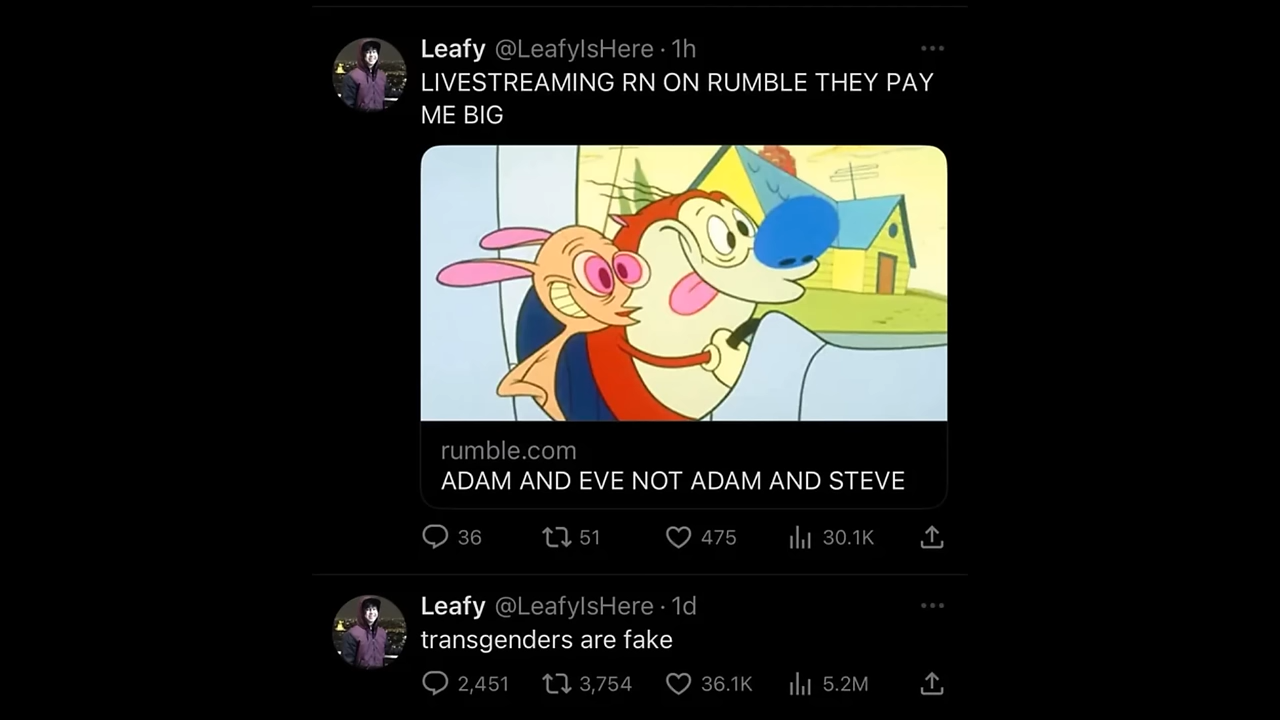 Leafy @LeafyIsHere · 1h
LIVESTREAMING RN ON RUMBLE THEY PAY
ME BIG
rumble.com
ADAM AND EVE NOT ADAM AND STEVE
36 51 475 30.1K
Leafy @LeafyIsHere · 1d
transgenders are fake
2,451 3,754 36.1K 5.2M